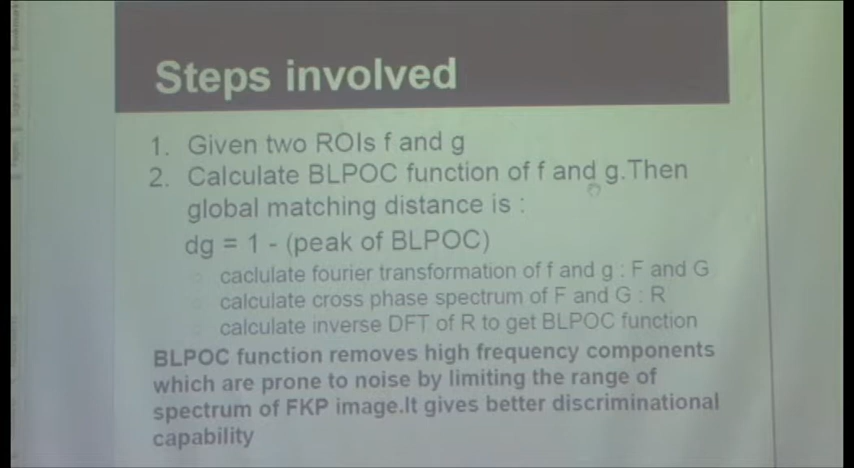 Steps involved
1. Given two ROIs f and g
2. Calculate BLPOC function of f and g.Then
global matching distance is :
dg = 1 - (peak of BLPOC)
caclulate fourier transformation of f and g : F and G
calculate cross phase spectrum of F and G : R
calculate inverse DFT of R to get BLPOC function
BLPOC function removes high frequency components
which are prone to noise by limiting the range of
spectrum of FKP image.It gives better discriminational
capability